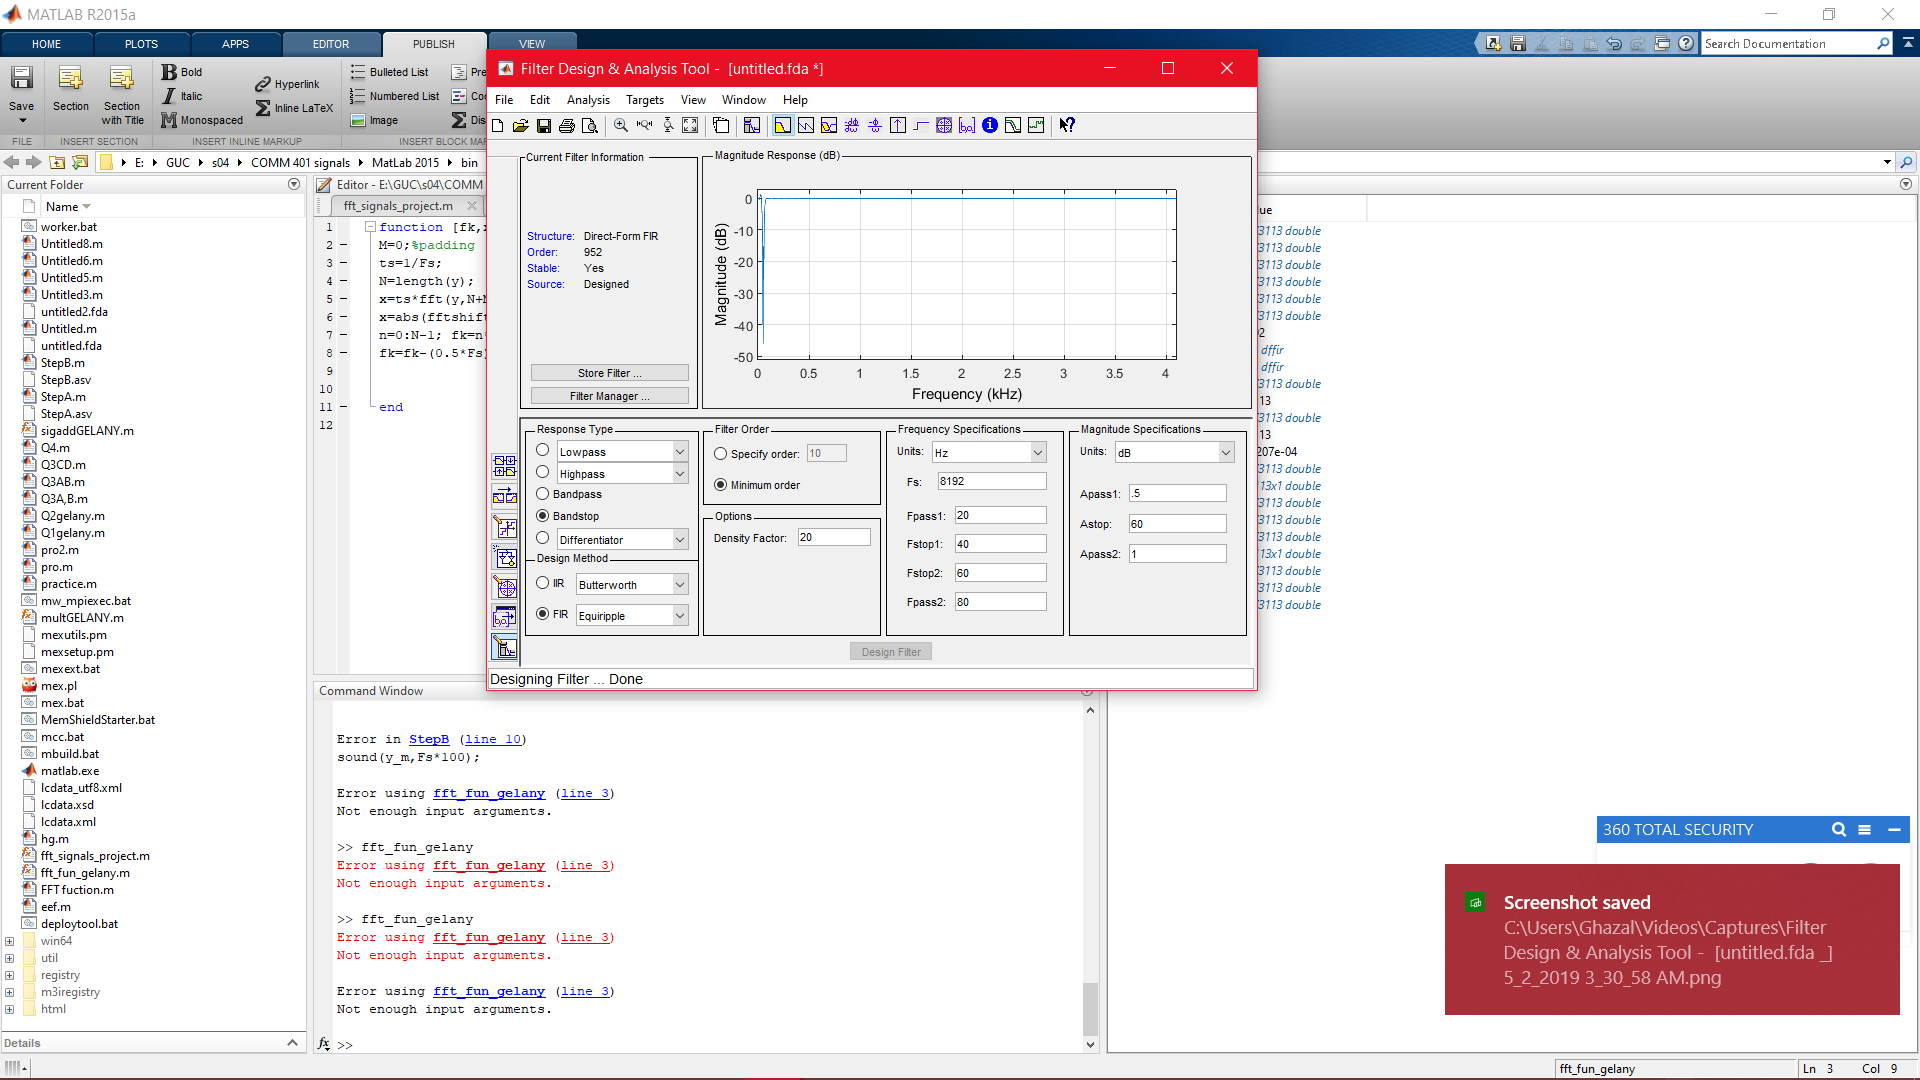 MATLAB R2015a
HOME
PLOTS
APPS
EDITOR
PUBLISH
VIEW
Search Documentation
Save
Section
Section
with Title
Bold
Italic
Monospaced
Hyperlink
Inline LaTeX
Bulleted List
Numbered List
Image
FILE
INSERT SECTION
INSERT INLINE MARKUP
INSERT BLOCK MAR
E:
GUC
s04
COMM 401 signals
MatLab 2015
bin
Current Folder
Name
worker.bat
Untitled8.m
Untitled6.m
Untitled5.m
Untitled3.m
untitled2.fda
Untitled.m
untitled.fda
StepB.m
StepB.asv
StepA.m
StepA.asv
sigaddGELANY.m
Q4.m
Q3CD.m
Q3AB.m
Q3A,B.m
Q2gelany.m
Q1gelany.m
pro2.m
pro.m
practice.m
mw_mpiexec.bat
multGELANY.m
mexutils.pm
mexsetup.pm
mexext.bat
mex.pl
mex.bat
MemShieldStarter.bat
mcc.bat
mbuild.bat
matlab.exe
lcdata_utf8.xml
lcdata.xsd
lcdata.xml
hg.m
fft_signals_project.m
fft_fun_gelany.m
FFT fuction.m
eef.m
deploytool.bat
win64
util
registry
m3iregistry
html
Details
Editor - E:\GUC\s04\COMM
fft_signals_project.m
1 function [fk,x
2 M=0;%padding
3 ts=1/Fs;
4 N=length(y);
5 x=ts*fft(y,N+M
6 x=abs(fftshift
7 n=0:N-1; fk=n*
8 fk=fk-(0.5*Fs)
9
10
11 end
12
Filter Design & Analysis Tool - [untitled.fda *]
File Edit Analysis Targets View Window Help
Current Filter Information
Structure: Direct-Form FIR
Order: 952
Stable: Yes
Source: Designed
Store Filter ...
Filter Manager ...
Magnitude Response (dB)
Magnitude (dB)
0
-10
-20
-30
-40
-50
0 0.5 1 1.5 2 2.5 3 3.5 4
Frequency (kHz)
Response Type
Lowpass
Highpass
Bandpass
Bandstop
Differentiator
Design Method
IIR Butterworth
FIR Equiripple
Filter Order
Specify order: 10
Minimum order
Options
Density Factor: 20
Frequency Specifications
Units: Hz
Fs: 8192
Fpass1: 20
Fstop1: 40
Fstop2: 60
Fpass2: 80
Magnitude Specifications
Units: dB
Apass1: .5
Astop: 60
Apass2: 1
Design Filter
Designing Filter ... Done
Command Window
Error in StepB (line 10)
sound(y_m,Fs*100);
Error using fft_fun_gelany (line 3)
Not enough input arguments.
>> fft_fun_gelany
Error using fft_fun_gelany (line 3)
Not enough input arguments.
>> fft_fun_gelany
Error using fft_fun_gelany (line 3)
Not enough input arguments.
Error using fft_fun_gelany (line 3)
Not enough input arguments.
fx >>
ue
3113 double
3113 double
3113 double
3113 double
3113 double
3113 double
2
dffir
dffir
3113 double
13
3113 double
13
207e-04
3113 double
13x1 double
3113 double
3113 double
3113 double
13x1 double
3113 double
3113 double
3113 double
360 TOTAL SECURITY
Screenshot saved
C:\Users\Ghazal\Videos\Captures\Filter
Design & Analysis Tool - [untitled.fda _]
5_2_2019 3_30_58 AM.png
fft_fun_gelany
Ln 3 Col 9